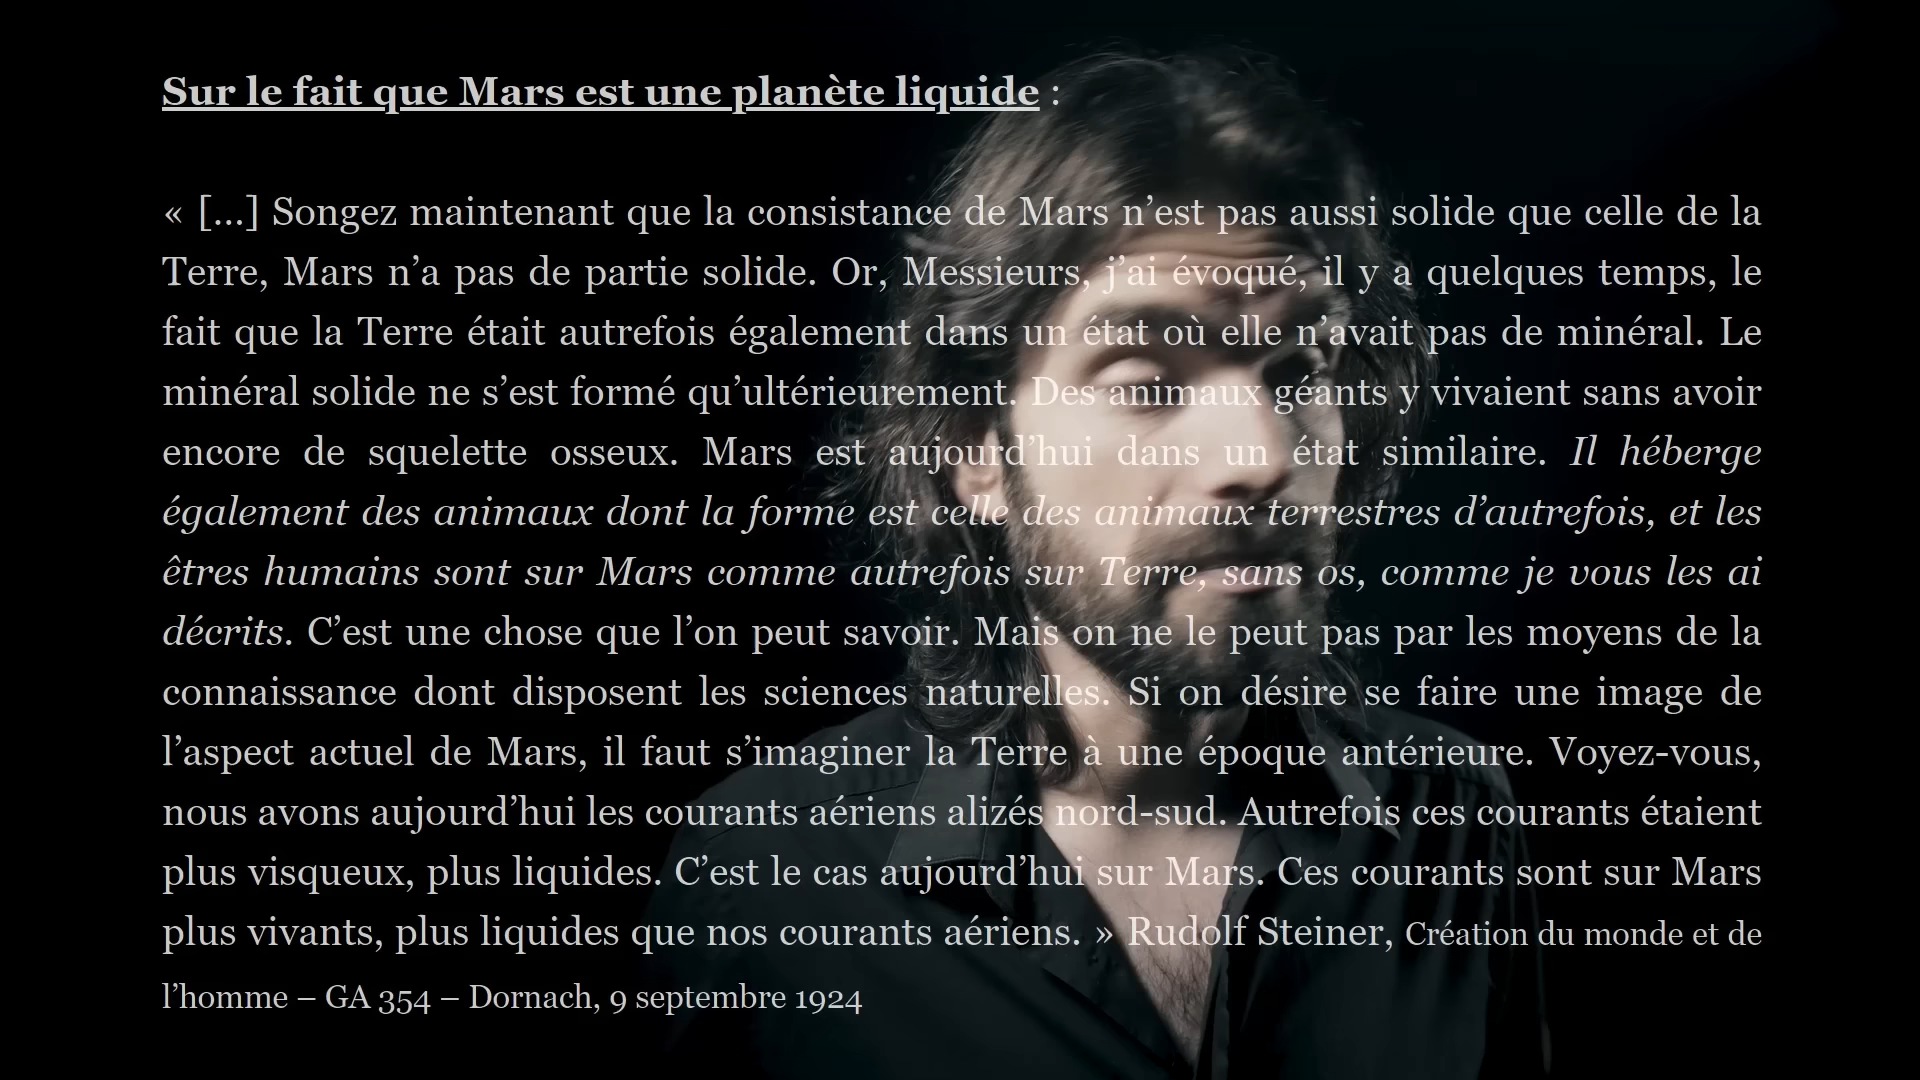 Sur le fait que Mars est une planète liquide :
« [...] Songez maintenant que la consistance de Mars n’est pas aussi solide que celle de la
Terre, Mars n’a pas de partie solide. Or, Messieurs, j’ai évoqué, il y a quelques temps, le
fait que la Terre était autrefois également dans un état où elle n’avait pas de minéral. Le
minéral solide ne s’est formé qu’ultérieurement. Des animaux géants y vivaient sans avoir
encore de squelette osseux. Mars est aujourd’hui dans un état similaire. Il héberge
également des animaux dont la forme est celle des animaux terrestres d’autrefois, et les
êtres humains sont sur Mars comme autrefois sur Terre, sans os, comme je vous les ai
décrits. C’est une chose que l’on peut savoir. Mais on ne le peut pas par les moyens de la
connaissance dont disposent les sciences naturelles. Si on désire se faire une image de
l’aspect actuel de Mars, il faut s’imaginer la Terre à une époque antérieure. Voyez-vous,
nous avons aujourd’hui les courants aériens alizés nord-sud. Autrefois ces courants étaient
plus visqueux, plus liquides. C’est le cas aujourd’hui sur Mars. Ces courants sont sur Mars
plus vivants, plus liquides que nos courants aériens. » Rudolf Steiner, Création du monde et de
l’homme – GA 354 – Dornach, 9 septembre 1924